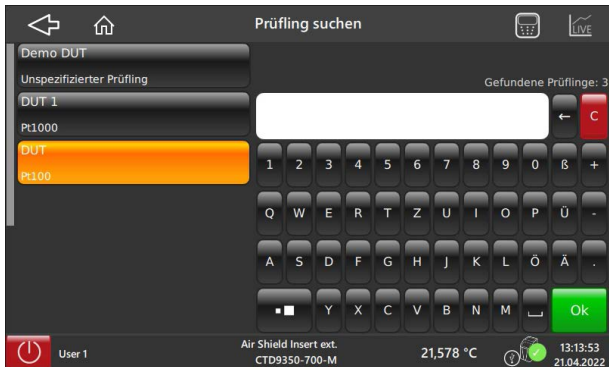 Prüfling suchen
LIVE
Demo DUT
Unspezifizierter Prüfling
Gefundene Prüflinge: 3
DUT 1
Pt1000
← C
DUT
Pt100
1 2 3 4 5 6 7 8 9 0 ß +
Q W E R T Z U I O P Ü -
A S D F G H J K L Ö Ä .
Y X C V B N M Ok
User 1
Air Shield Insert ext.
CTD9350-700-M
21,578 °C
13:13:53
21.04.2022